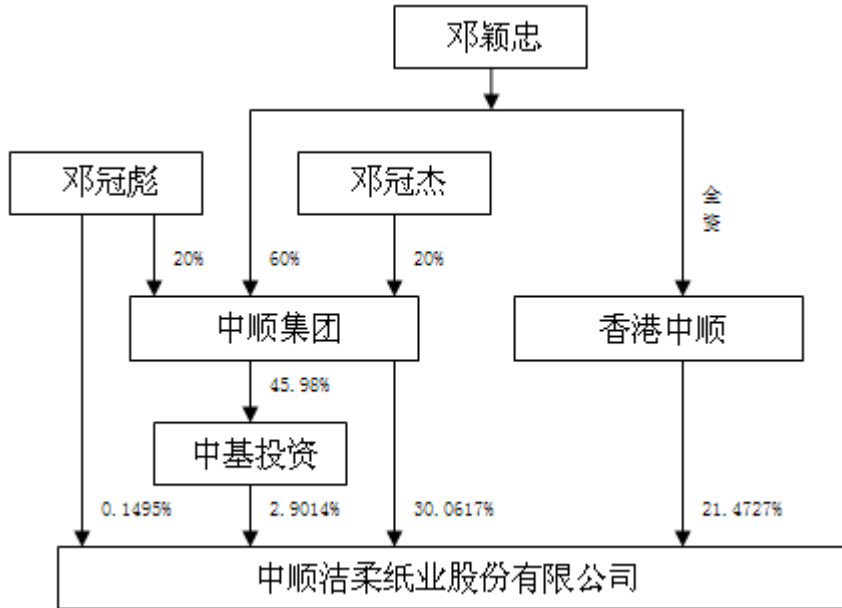 邓颖忠
邓冠彪
邓冠杰
全
资
20%
60%
20%
中顺集团
香港中顺
45.98%
中基投资
0.1495%
2.9014%
30.0617%
21.4727%
中顺洁柔纸业股份有限公司